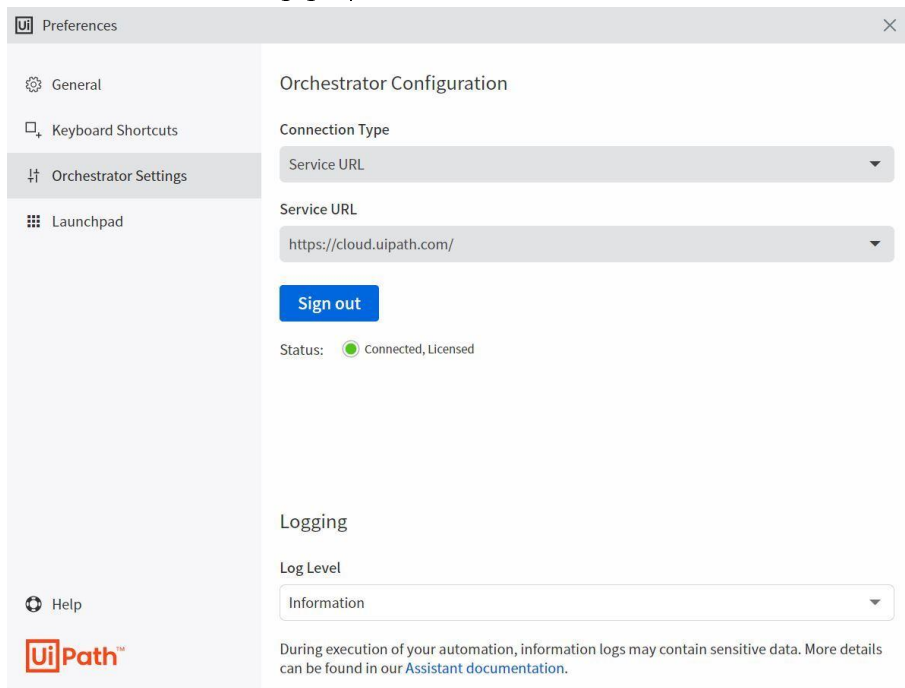 Ui Preferences
General
Keyboard Shortcuts
Orchestrator Settings
Launchpad
Help
UiPath™
Orchestrator Configuration
Connection Type
Service URL
Service URL
https://cloud.uipath.com/
Sign out
Status: Connected, Licensed
Logging
Log Level
Information
During execution of your automation, information logs may contain sensitive data. More details
can be found in our Assistant documentation.